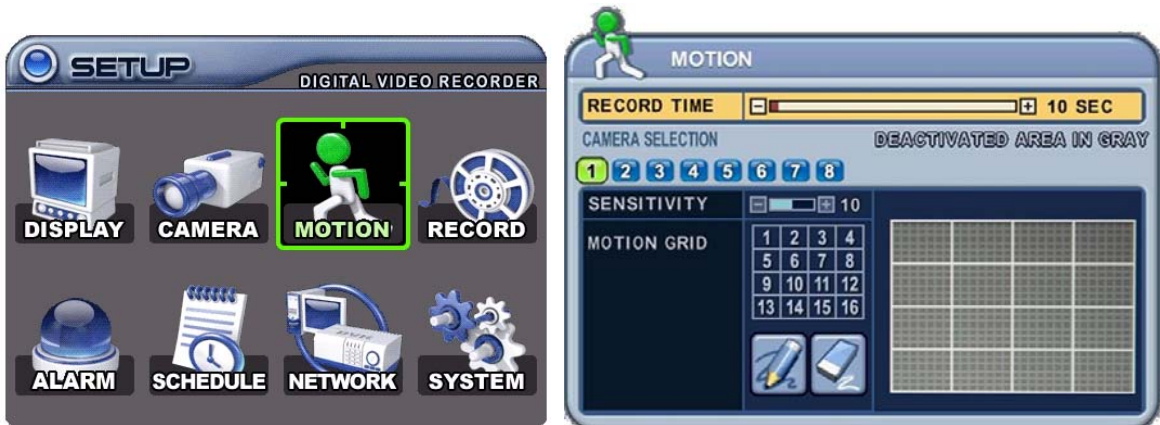 SETUP
DIGITAL VIDEO RECORDER
DISPLAY CAMERA MOTION RECORD
ALARM SCHEDULE NETWORK SYSTEM
MOTION
RECORD TIME 10 SEC
CAMERA SELECTION DEACTIVATED AREA IN GRAY
1 2 3 4 5 6 7 8
SENSITIVITY 10
MOTION GRID 1 2 3 4
5 6 7 8
9 10 11 12
13 14 15 16